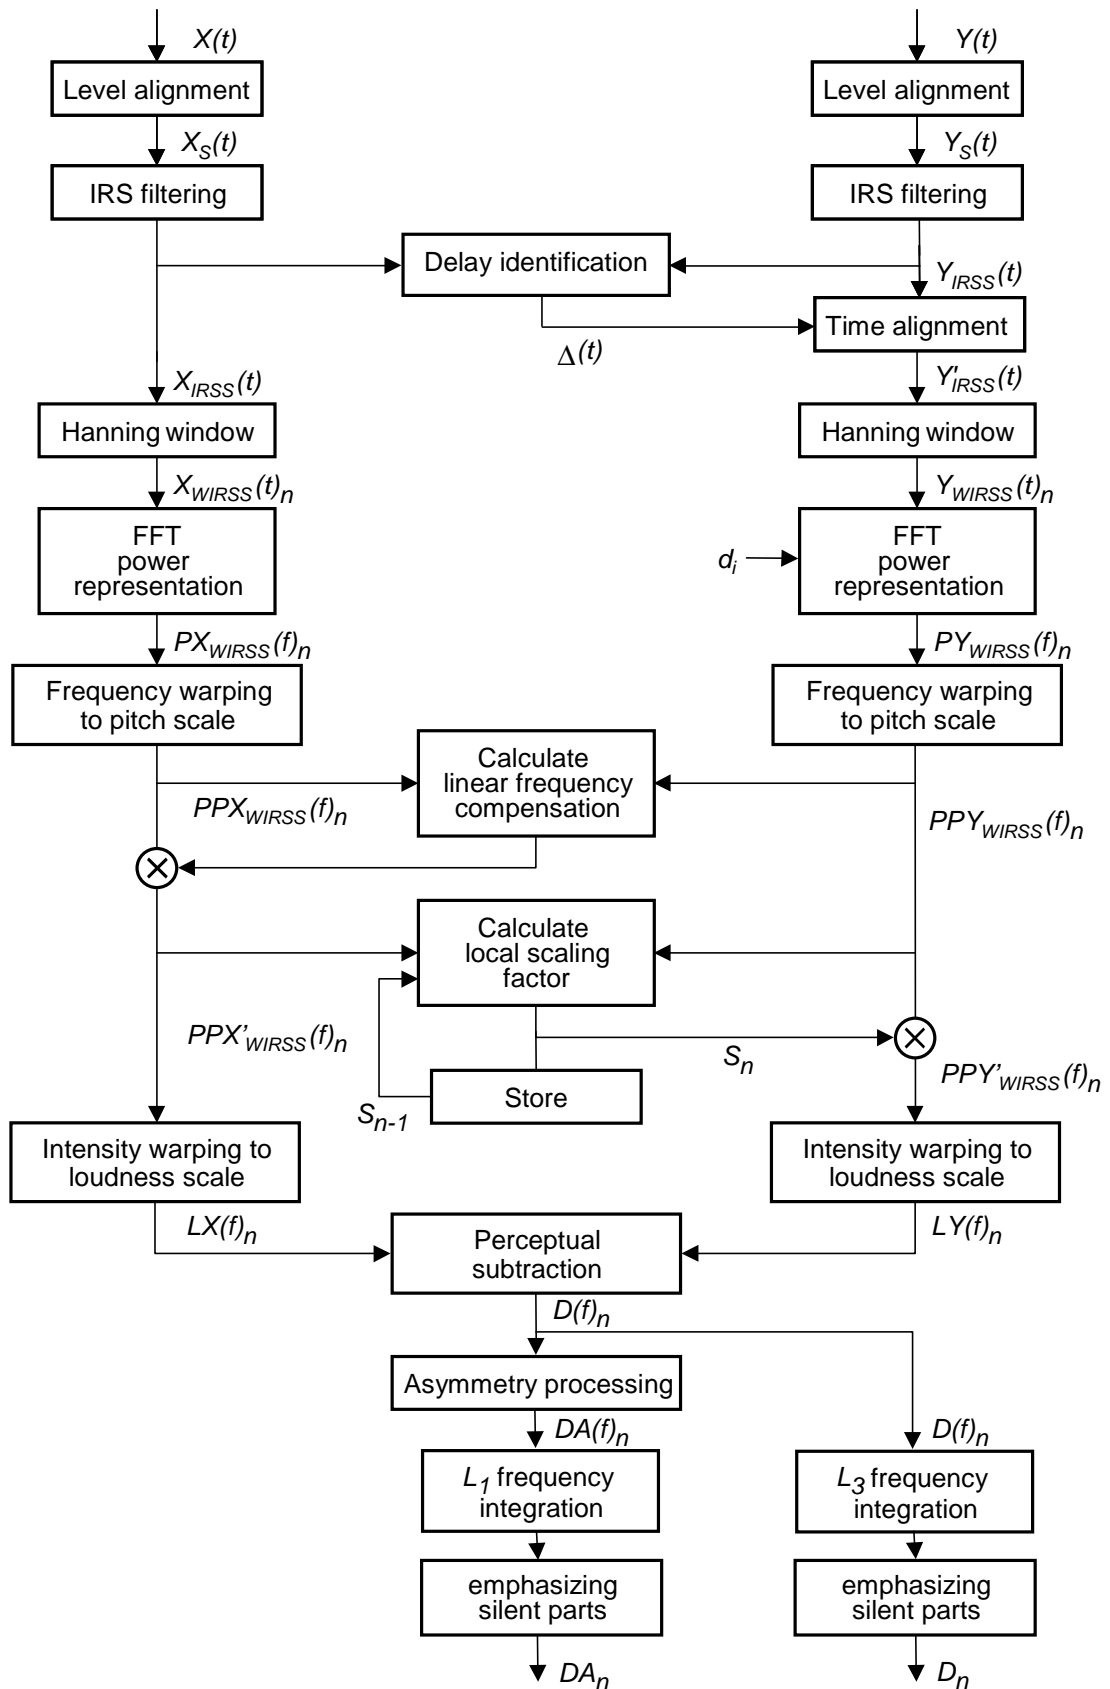 X(t)
Y(t)
Level alignment
Level alignment
X_S(t)
Y_S(t)
IRS filtering
IRS filtering
Delay identification
Y_IRSS(t)
Time alignment
Δ(t)
X_IRSS(t)
Y'_IRSS(t)
Hanning window
Hanning window
X_WIRSS(t)_n
Y_WIRSS(t)_n
FFT
power
representation
d_i
FFT
power
representation
PX_WIRSS(f)_n
PY_WIRSS(f)_n
Frequency warping
to pitch scale
Frequency warping
to pitch scale
Calculate
linear frequency
compensation
PPX_WIRSS(f)_n
PPY_WIRSS(f)_n
Calculate
local scaling
factor
PPX'_WIRSS(f)_n
S_n
PPY'_WIRSS(f)_n
Store
S_n-1
Intensity warping to
loudness scale
Intensity warping to
loudness scale
LX(f)_n
LY(f)_n
Perceptual
subtraction
D(f)_n
Asymmetry processing
DA(f)_n
D(f)_n
L_1 frequency
integration
L_3 frequency
integration
emphasizing
silent parts
emphasizing
silent parts
DA_n
D_n